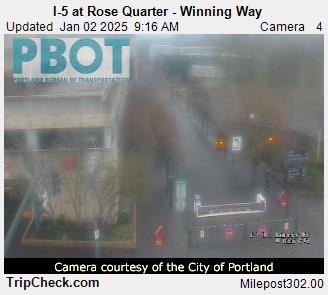 I-5 at Rose Quarter - Winning Way
Updated Jan 02 2025 9:16 AM Camera 4
PBOT
PORTLAND BUREAU OF TRANSPORTATION
Camera courtesy of the City of Portland
TripCheck.com Milepost302.00